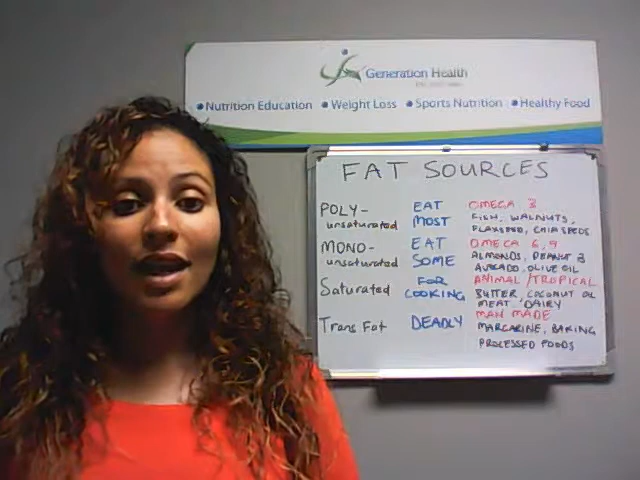 Generation Health
• Nutrition Education • Weight Loss • Sports Nutrition • Healthy Food
FAT SOURCES
POLY- EAT OMEGA 3
unsaturated MOST FISH, WALNUTS,
FLAXSEED, CHIA SEEDS
MONO- EAT OMEGA 6, 9
unsaturated SOME ALMONDS, PEANUT &
AVOCADO, OLIVE OIL
Saturated FOR ANIMAL/TROPICAL
COOKING BUTTER, COCONUT OIL
MEAT, DAIRY
Trans Fat DEADLY MAN MADE
MARGARINE, BAKING
PROCESSED FOODS